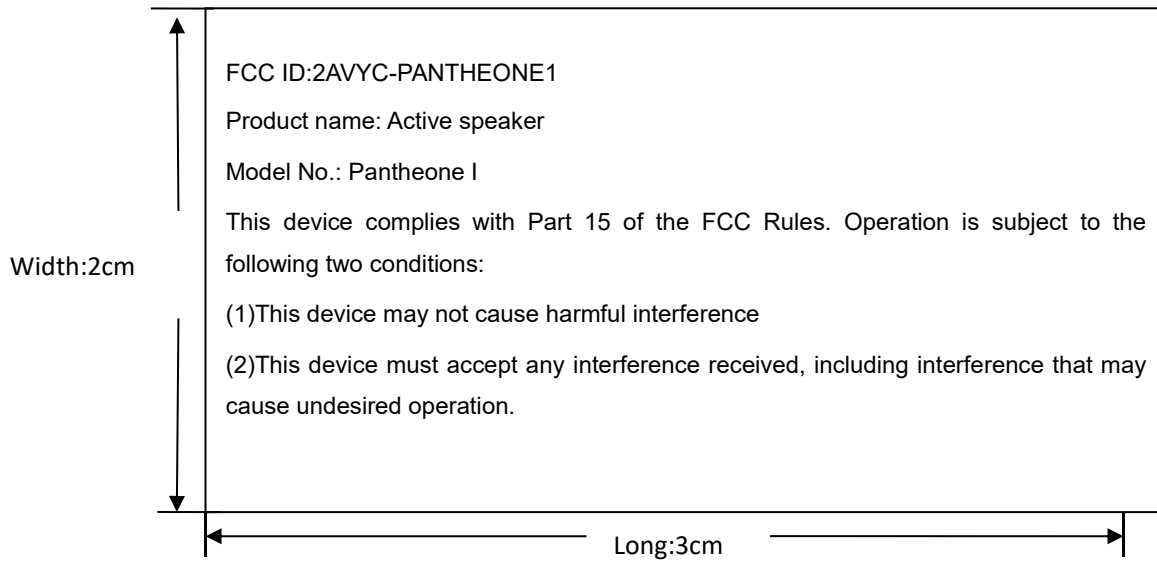 FCC ID:2AVYC-PANTHEONE1
Product name: Active speaker
Model No.: Pantheone I
This device complies with Part 15 of the FCC Rules. Operation is subject to the
following two conditions:
Width:2cm
(1)This device may not cause harmful interference
(2)This device must accept any interference received, including interference that may
cause undesired operation.
Long:3cm